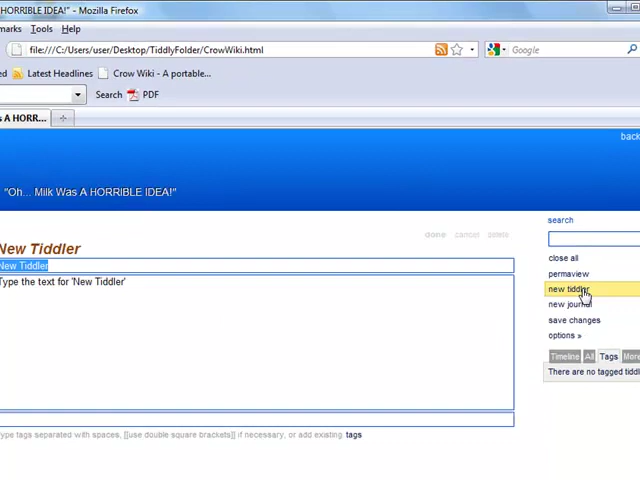 HORRIBLE IDEA!" - Mozilla Firefox
marks Tools Help
file:///C:/Users/user/Desktop/TiddlyFolder/CrowWiki.html
Google
d Latest Headlines Crow Wiki - A portable...
Search PDF
s A HORR...
back
"Oh... Milk Was A HORRIBLE IDEA!"
search
done cancel delete
New Tiddler
New Tiddler
close all
permaview
Type the text for 'New Tiddler'
new tiddler
new journal
save changes
options »
Timeline All Tags More
There are no tagged tiddl
Type tags separated with spaces, [[use double square brackets]] if necessary, or add existing tags